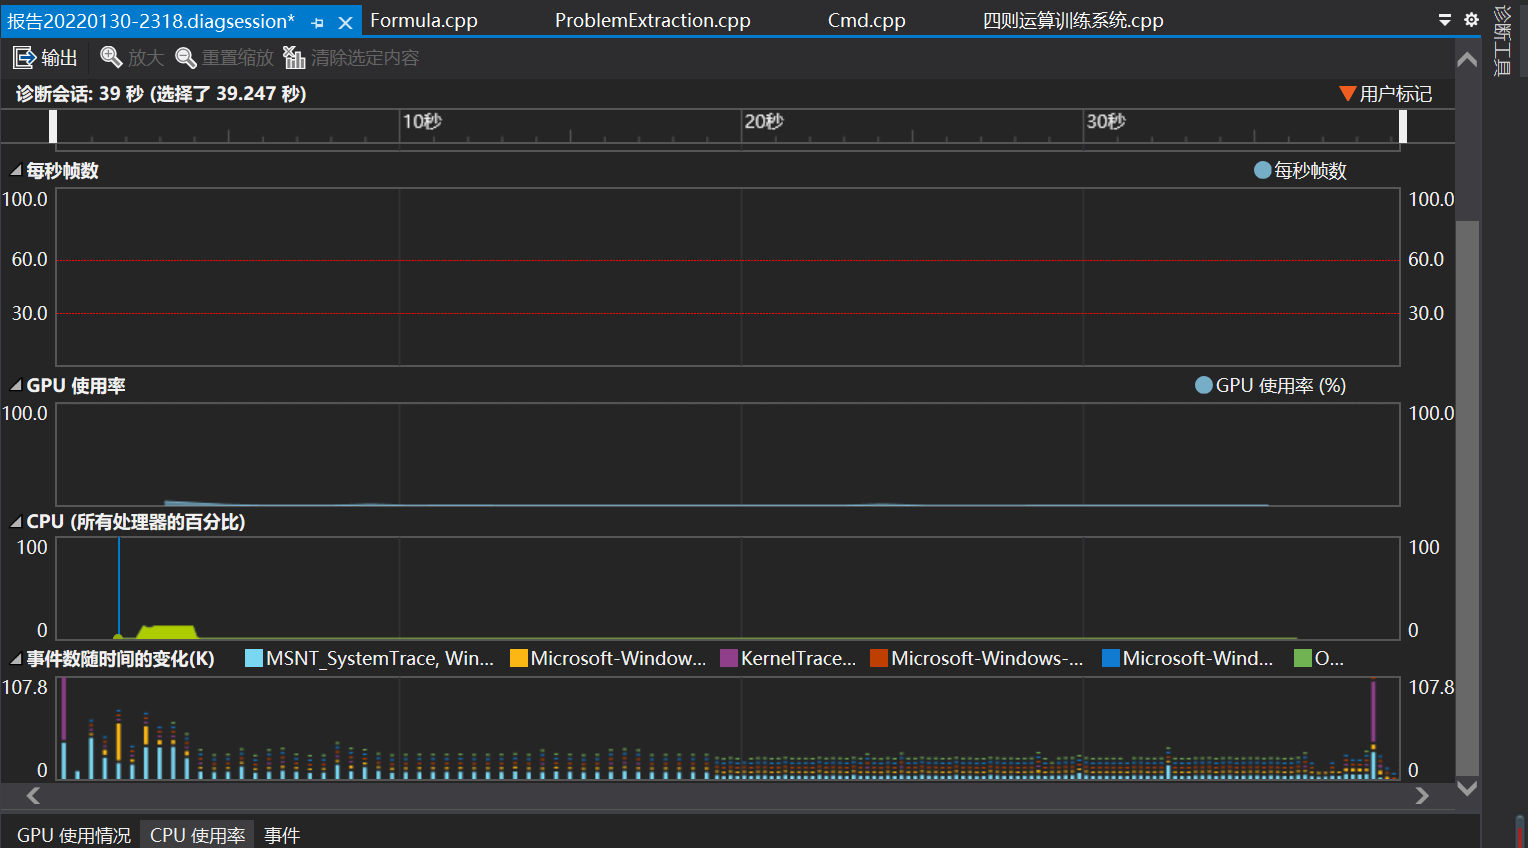 报告20220130-2318.diagsession* Formula.cpp ProblemExtraction.cpp Cmd.cpp 四则运算训练系统.cpp
诊断工具
输出 放大 重置缩放 清除选定内容
诊断会话: 39 秒 (选择了 39.247 秒) 用户标记
10秒 20秒 30秒
每秒帧数 每秒帧数
100.0 100.0
60.0 60.0
30.0 30.0
GPU 使用率 GPU 使用率 (%)
100.0 100.0
CPU (所有处理器的百分比)
100 100
0 0
事件数随时间的变化(K) MSNT_SystemTrace, Win... Microsoft-Window... KernelTrace... Microsoft-Windows-... Microsoft-Wind... O...
107.8 107.8
0 0
GPU 使用情况 CPU 使用率 事件